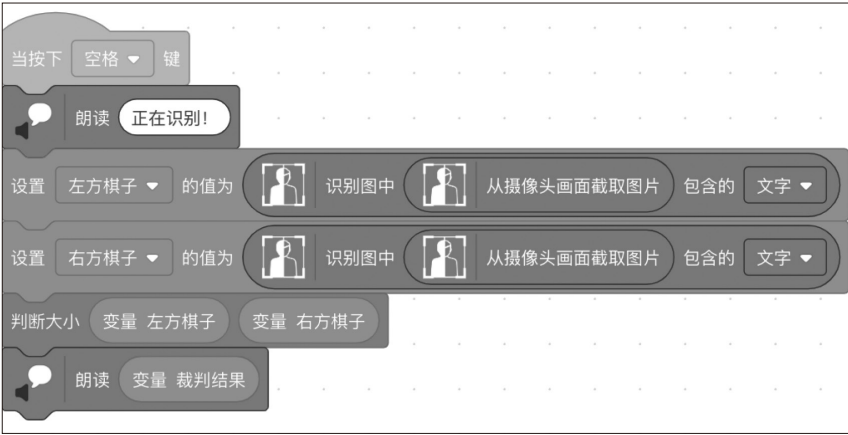 当按下 空格 键
朗读 正在识别！
设置 左方棋子 的值为 识别图中 从摄像头画面截取图片 包含的 文字
设置 右方棋子 的值为 识别图中 从摄像头画面截取图片 包含的 文字
判断大小 变量 左方棋子 变量 右方棋子
朗读 变量 裁判结果